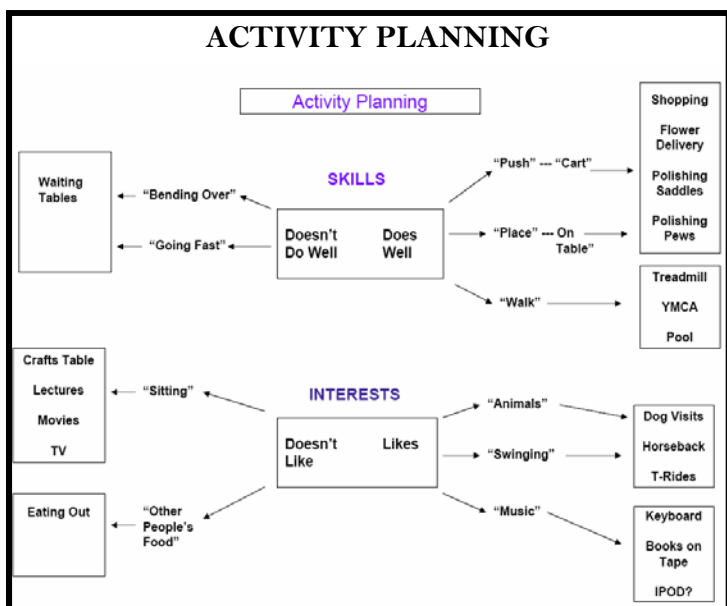 ACTIVITY PLANNING
Activity Planning
SKILLS
Doesn't
Do Well
Does
Well
“Bending Over”
“Going Fast”
Waiting
Tables
“Push” --- “Cart”
“Place” --- On
Table”
“Walk”
Shopping
Flower
Delivery
Polishing
Saddles
Polishing
Pews
Treadmill
YMCA
Pool
INTERESTS
Doesn't
Like
Likes
“Sitting”
“Other
People's
Food”
Crafts Table
Lectures
Movies
TV
Eating Out
“Animals”
“Swinging”
“Music”
Dog Visits
Horseback
T-Rides
Keyboard
Books on
Tape
IPOD?